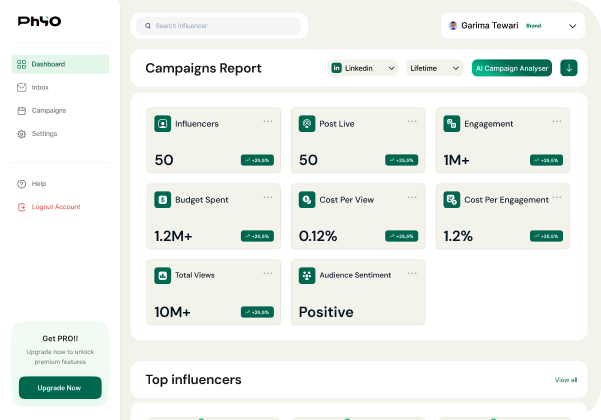 Phyo
Search influencer
Garima Tewari
Brand
Dashboard
Inbox
Campaigns
Settings
Help
Logout Account
Get PRO!!
Upgrade now to unlock
premium features
Upgrade Now
Campaigns Report
in
Linkedin
Lifetime
AI Campaign Analyser
Influencers
50
+25,5%
Post Live
50
+25,5%
Engagement
1M+
+25,5%
Budget Spent
1.2M+
+25,5%
Cost Per View
0.12%
+25,5%
Cost Per Engagement
1.2%
+25,5%
Total Views
10M+
+25,5%
Audience Sentiment
Positive
Top influencers
View all